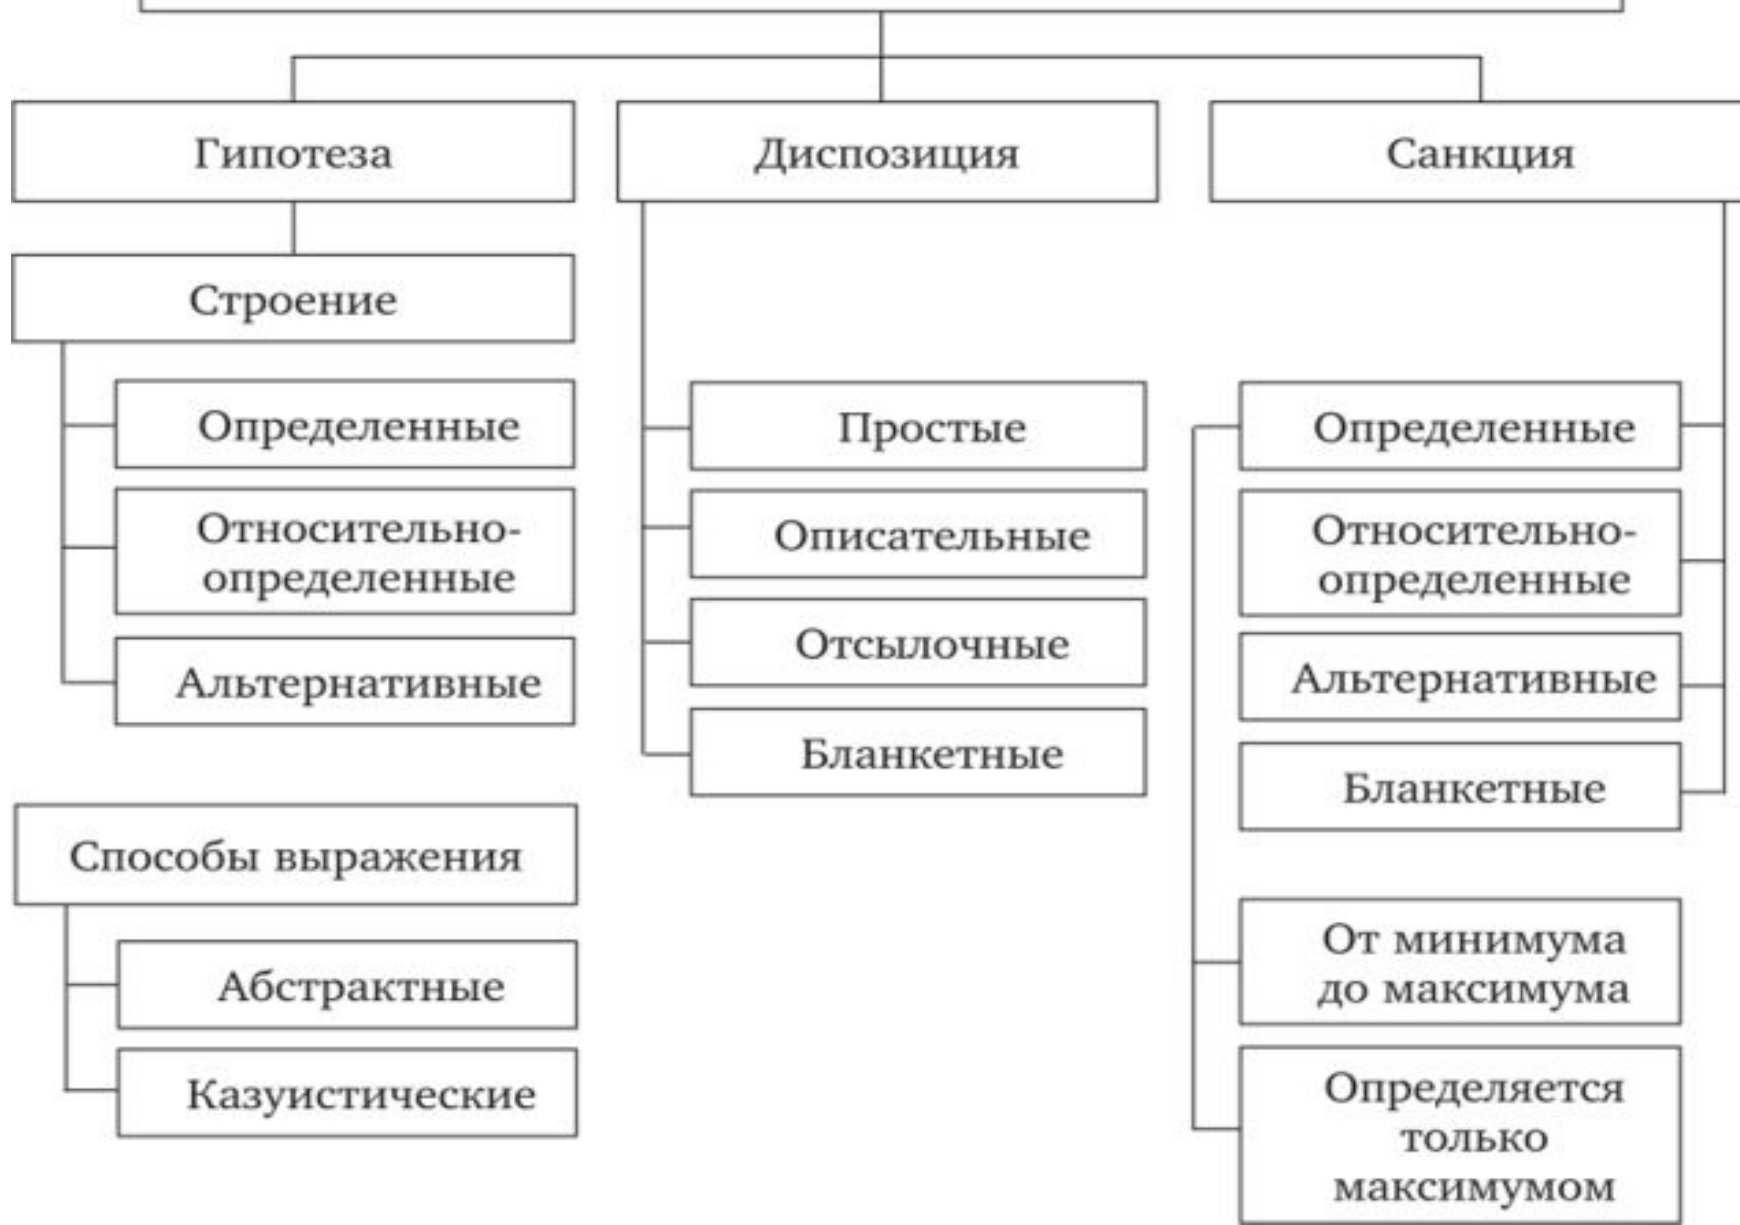 Гипотеза
Диспозиция
Санкция
Строение
Определенные
Относительно-
определенные
Альтернативные
Способы выражения
Абстрактные
Казуистические
Простые
Описательные
Отсылочные
Бланкетные
Определенные
Относительно-
определенные
Альтернативные
Бланкетные
От минимума
до максимума
Определяется
только
максимумом